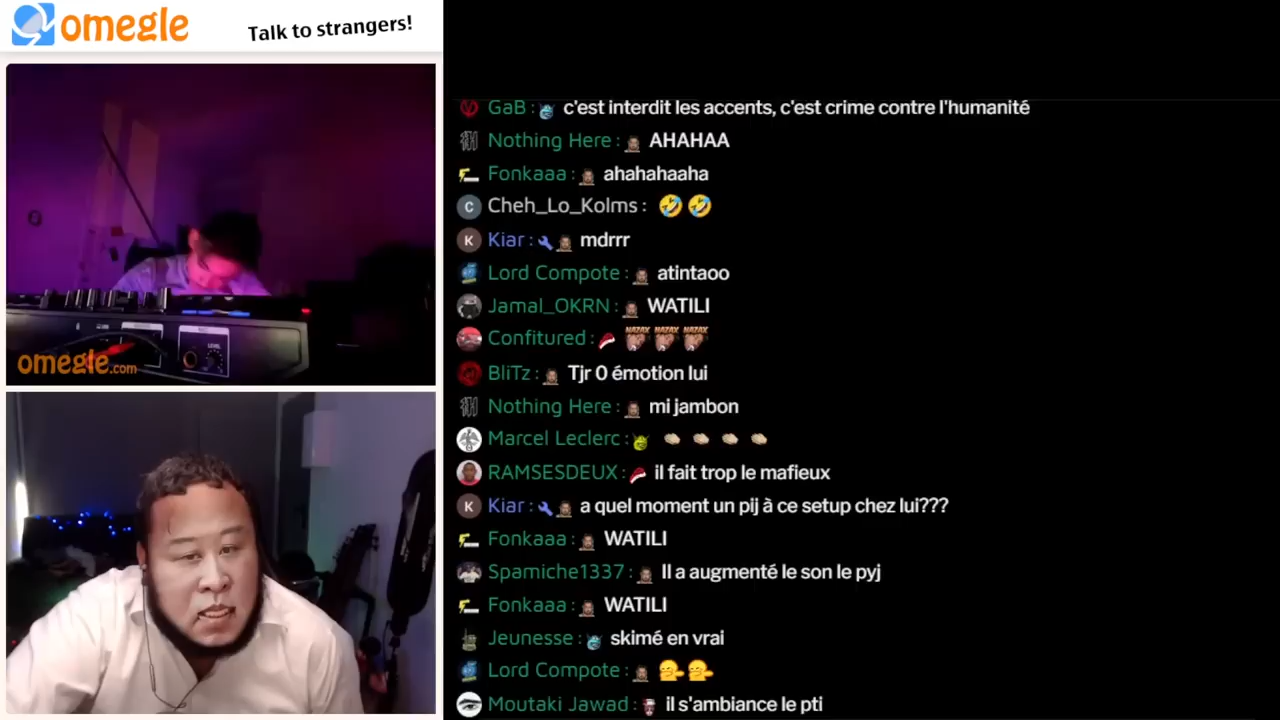 omegle
Talk to strangers!
LEVEL
omegle.com
GaB : c'est interdit les accents, c'est crime contre l'humanité
Nothing Here : AHAHAA
Fonkaaa : ahahahaaha
C Cheh_Lo_Kolms : 🤣 🤣
K Kiar : mdrrr
Lord Compote : atintaoo
Jamal_OKRN : WATILI
Confitured : NAZAX NAZAX NAZAX
BliTz : Tjr 0 émotion lui
Nothing Here : mi jambon
Marcel Leclerc :
RAMSESDEUX : il fait trop le mafieux
K Kiar : a quel moment un pij à ce setup chez lui???
Fonkaaa : WATILI
Spamiche1337 : Il a augmenté le son le pyj
Fonkaaa : WATILI
Jeunesse : skimé en vrai
Lord Compote :
Moutaki Jawad : il s'ambiance le pti